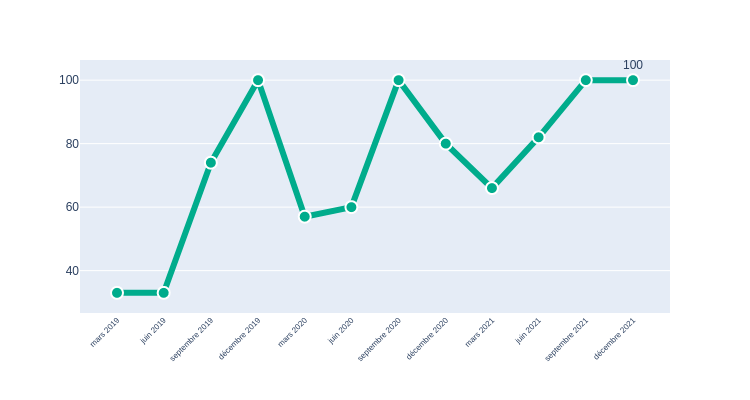 100
100
80
60
40
mars 2019
juin 2019
septembre 2019
décembre 2019
mars 2020
juin 2020
septembre 2020
décembre 2020
mars 2021
juin 2021
septembre 2021
décembre 2021